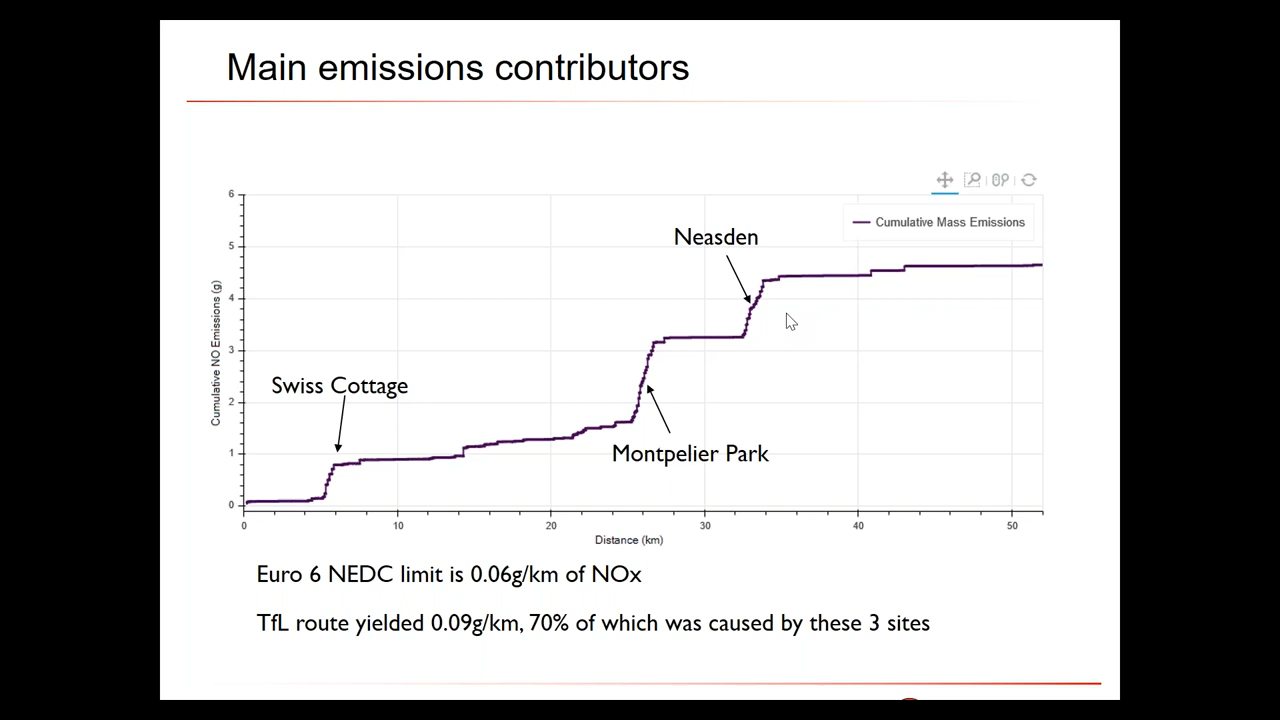 Main emissions contributors
6
Cumulative Mass Emissions
Neasden
5
4
Cumulative NO Emissions (g)
3
Swiss Cottage
2
Montpelier Park
1
0
0 10 20 30 40 50
Distance (km)
Euro 6 NEDC limit is 0.06g/km of NOx
TfL route yielded 0.09g/km, 70% of which was caused by these 3 sites